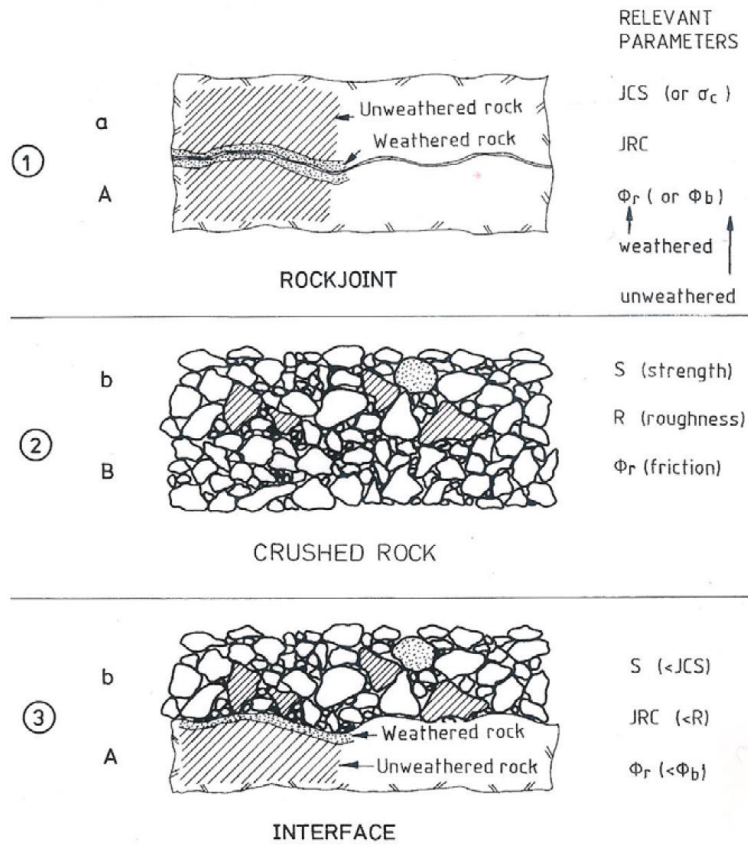 RELEVANT
PARAMETERS
JCS (or σc)
a
Unweathered rock
Weathered rock
JRC
1
A
Φr (or Φb)
weathered
ROCKJOINT
unweathered
b
S (strength)
R (roughness)
2
B
Φr (friction)
CRUSHED ROCK
b
S (<JCS)
3
JRC (<R)
Weathered rock
A
Unweathered rock
Φr (<Φb)
INTERFACE